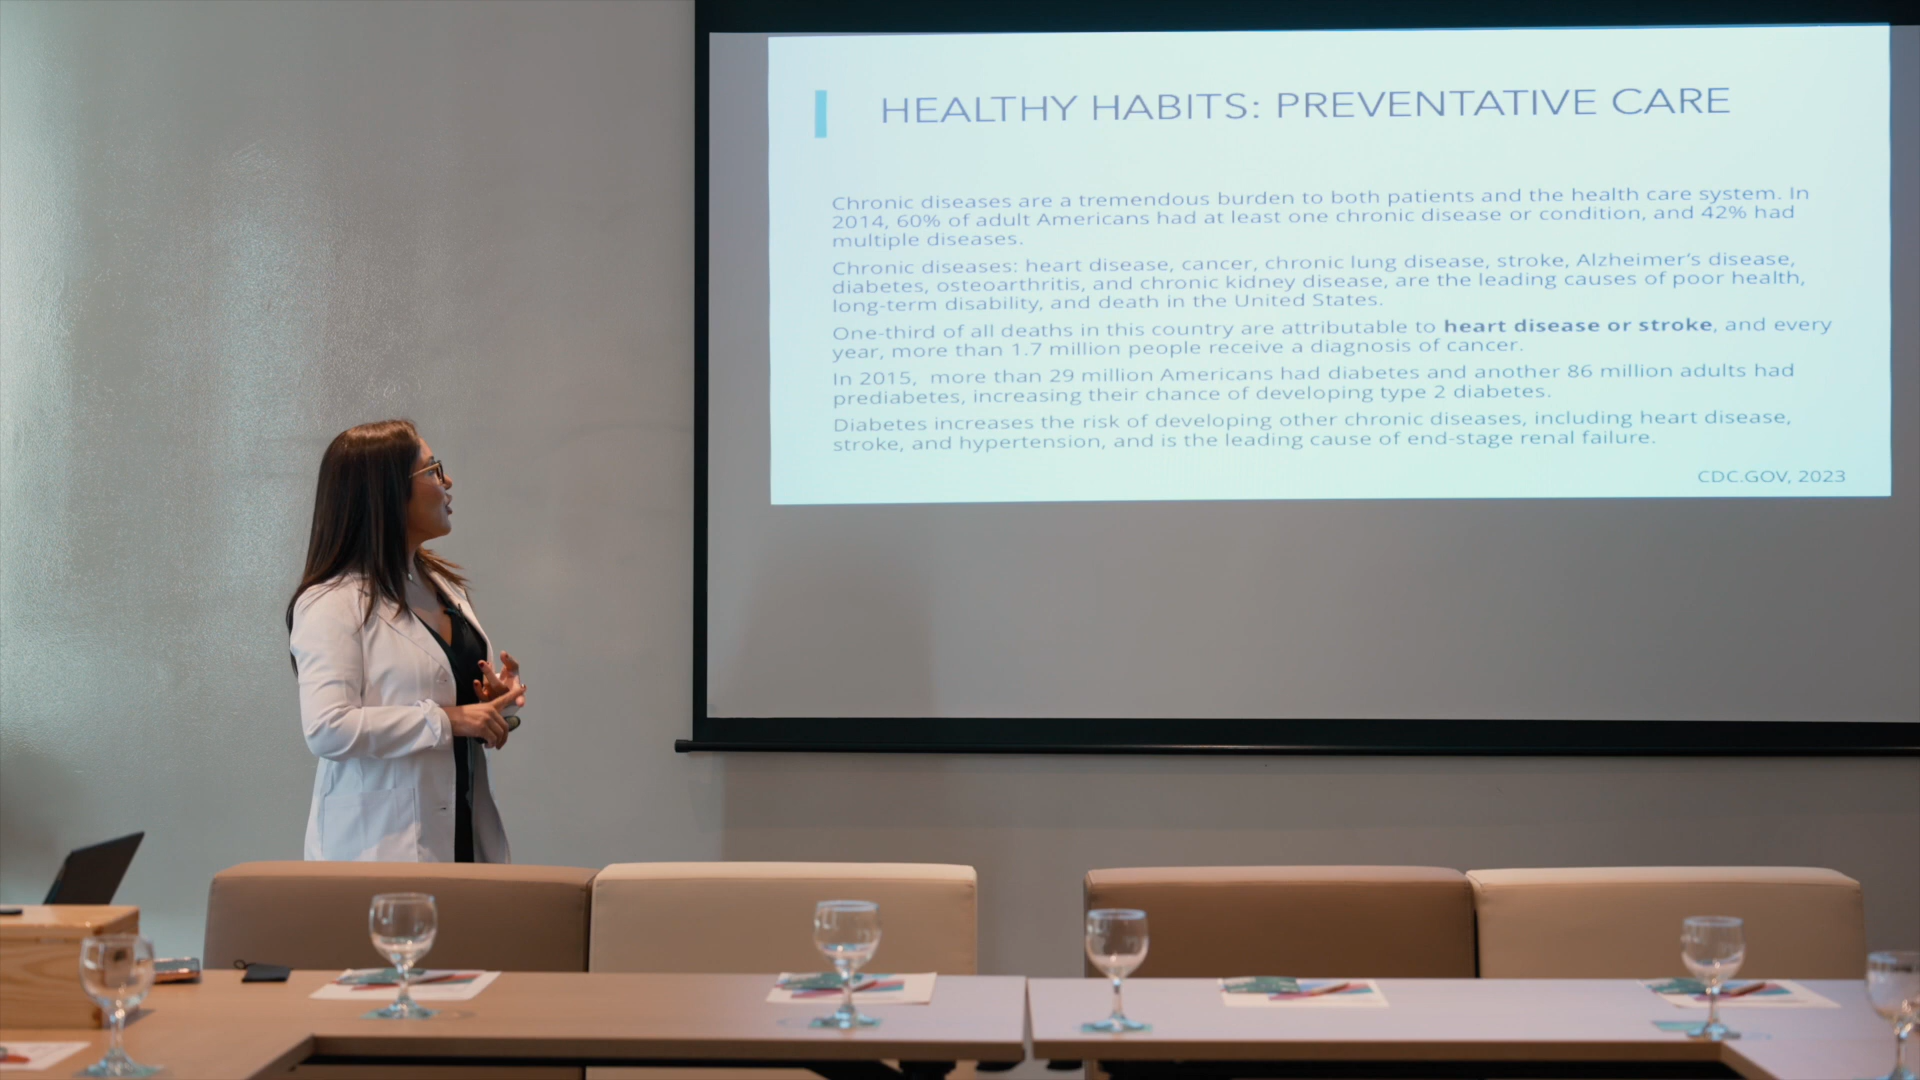 HEALTHY HABITS: PREVENTATIVE CARE
Chronic diseases are a tremendous burden to both patients and the health care system. In
2014, 60% of adult Americans had at least one chronic disease or condition, and 42% had
multiple diseases.
Chronic diseases: heart disease, cancer, chronic lung disease, stroke, Alzheimer's disease,
diabetes, osteoarthritis, and chronic kidney disease, are the leading causes of poor health,
long-term disability, and death in the United States.
One-third of all deaths in this country are attributable to heart disease or stroke, and every
year, more than 1.7 million people receive a diagnosis of cancer.
In 2015,  more than 29 million Americans had diabetes and another 86 million adults had
prediabetes, increasing their chance of developing type 2 diabetes.
Diabetes increases the risk of developing other chronic diseases, including heart disease,
stroke, and hypertension, and is the leading cause of end-stage renal failure.
CDC.GOV, 2023